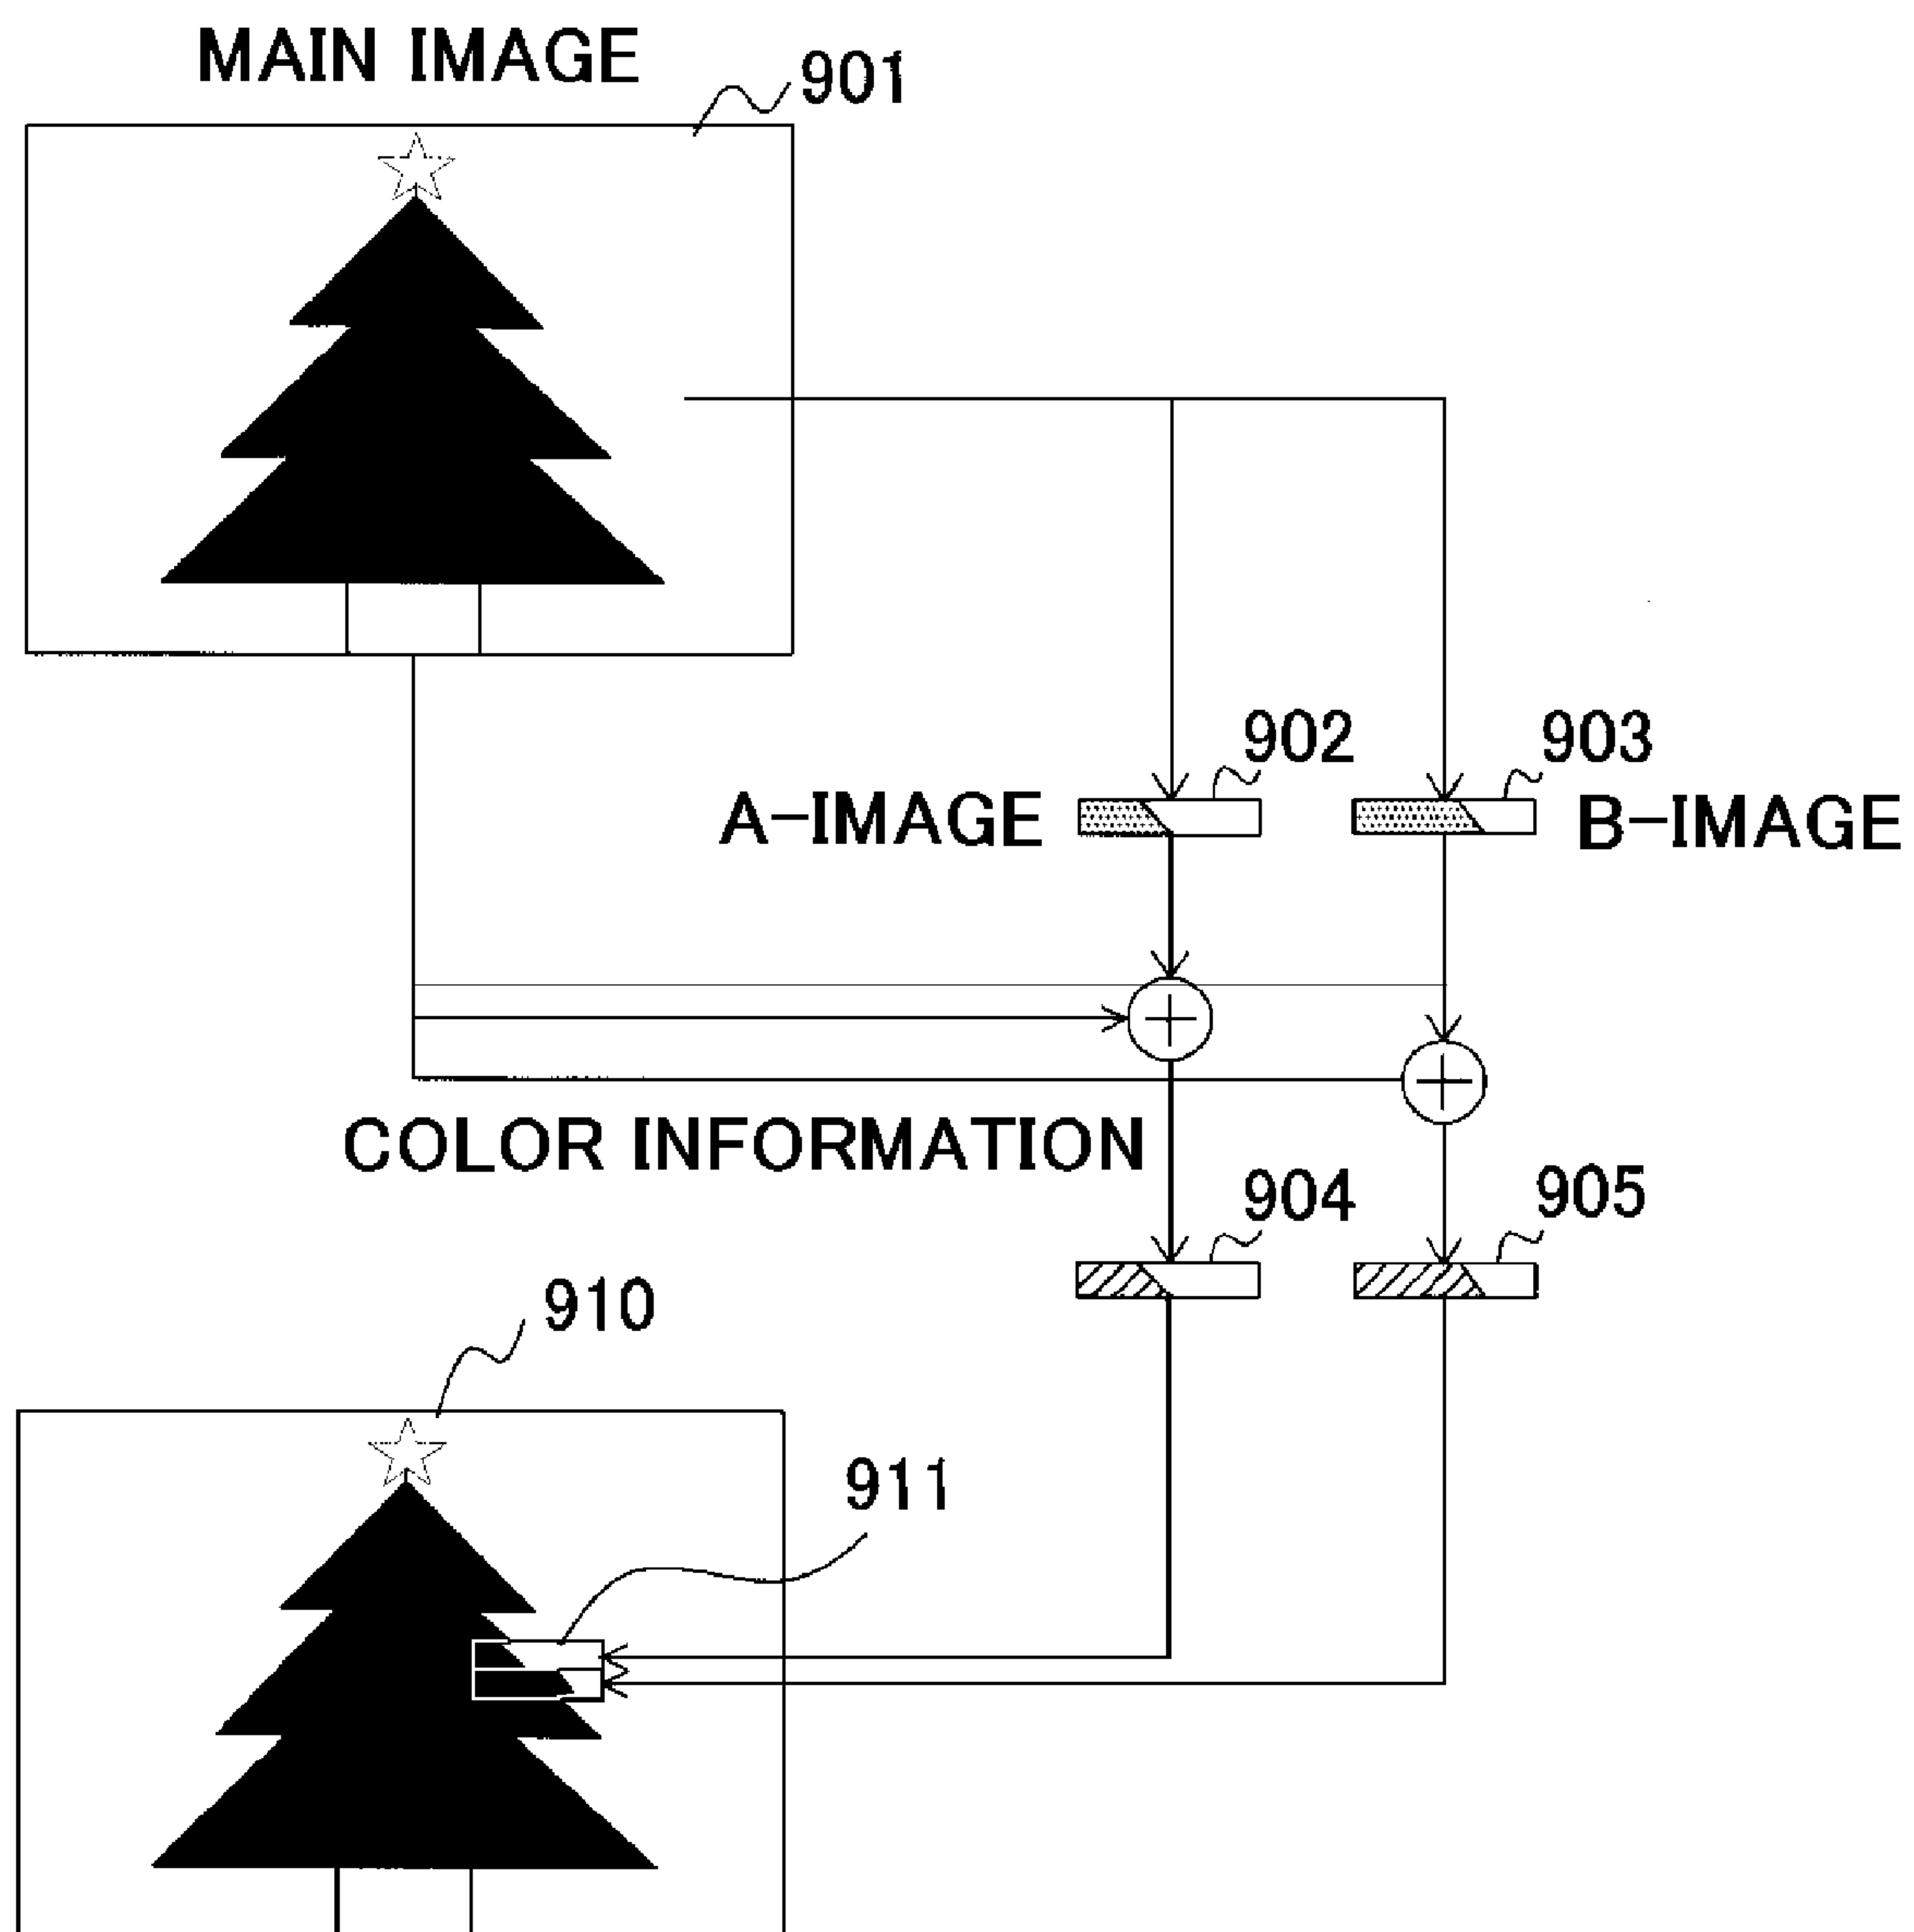 MAIN IMAGE
901
902
903
A-IMAGE
B-IMAGE
COLOR INFORMATION
904
905
910
911